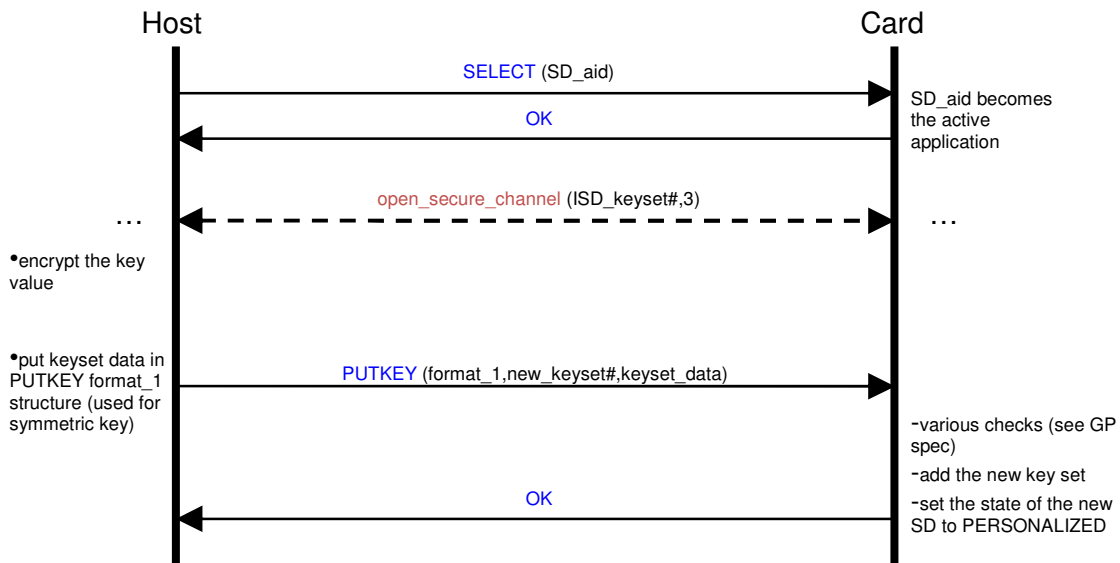 Host
Card
SELECT (SD_aid)
SD_aid becomes
the active
application
OK
open_secure_channel (ISD_keyset#,3)
...
...
•encrypt the key
value
•put keyset data in
PUTKEY format_1
structure (used for
symmetric key)
PUTKEY (format_1,new_keyset#,keyset_data)
-various checks (see GP
spec)
-add the new key set
-set the state of the new
SD to PERSONALIZED
OK